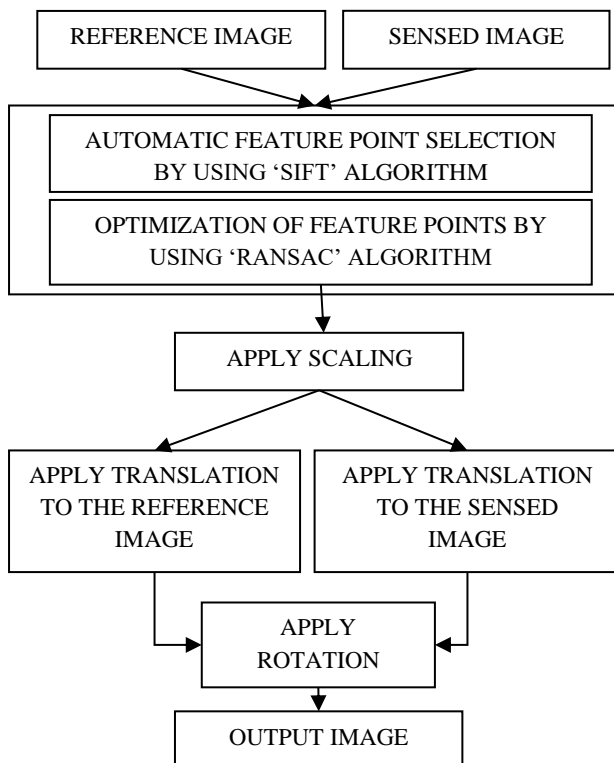 REFERENCE IMAGE
SENSED IMAGE
AUTOMATIC FEATURE POINT SELECTION
BY USING ‘SIFT’ ALGORITHM
OPTIMIZATION OF FEATURE POINTS BY
USING ‘RANSAC’ ALGORITHM
APPLY SCALING
APPLY TRANSLATION
TO THE REFERENCE
IMAGE
APPLY TRANSLATION
TO THE SENSED
IMAGE
APPLY
ROTATION
OUTPUT IMAGE